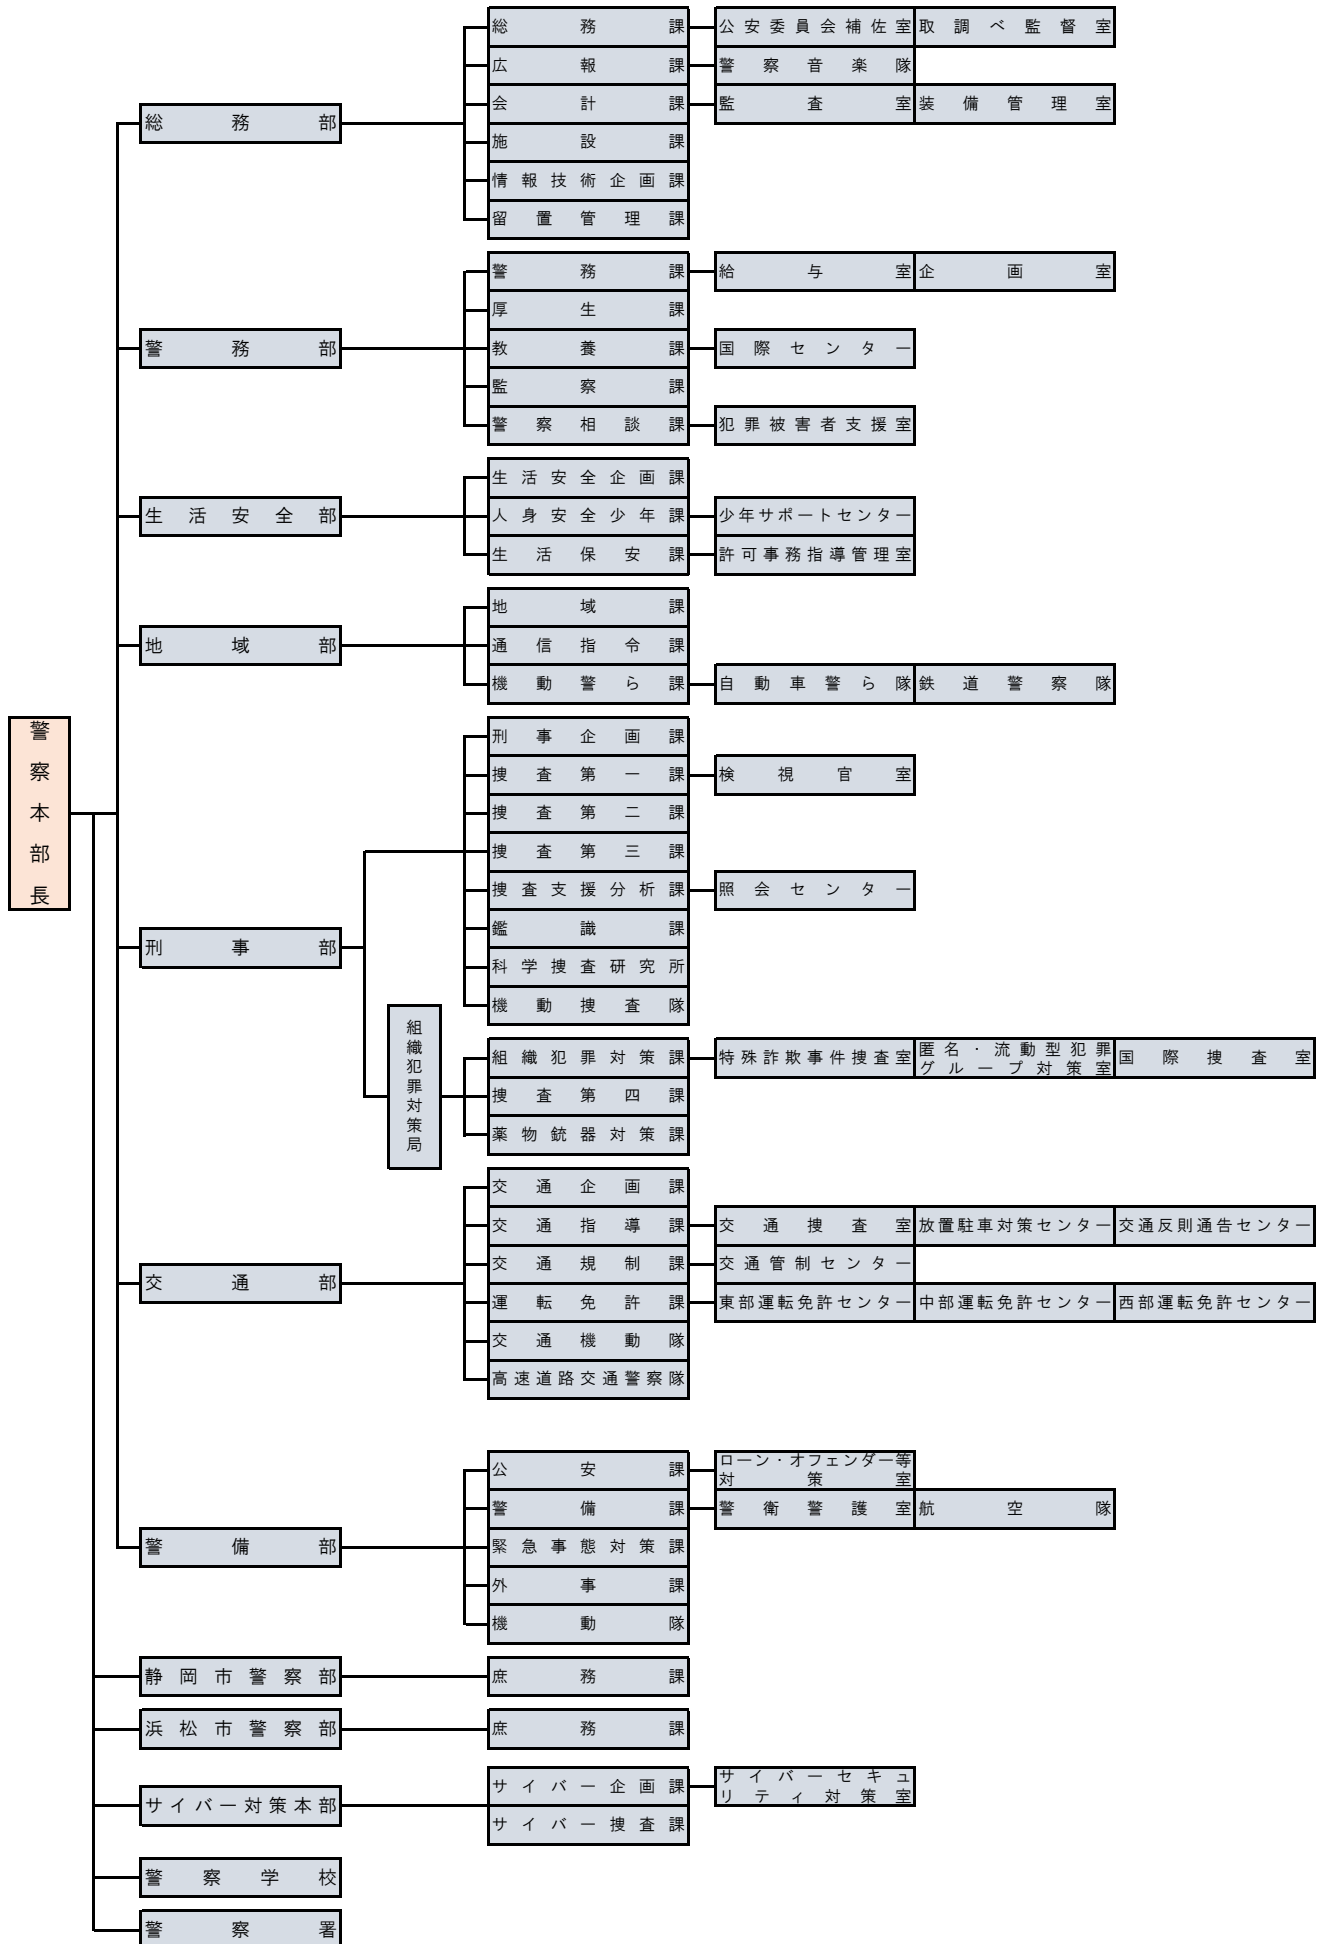 警察本部長
総務部
総務課
公安委員会補佐室
取調べ監督室
広報課
警察音楽隊
会計課
監査室
装備管理室
施設課
情報技術企画課
留置管理課
警務部
警務課
給与室
企画室
厚生課
教養課
国際センター
監察課
警察相談課
犯罪被害者支援室
生活安全部
生活安全企画課
人身安全少年課
少年サポートセンター
生活保安課
許可事務指導管理室
地域部
地域課
通信指令課
機動警ら課
自動車警ら隊
鉄道警察隊
刑事部
刑事企画課
捜査第一課
検視官室
捜査第二課
捜査第三課
捜査支援分析課
照会センター
鑑識課
科学捜査研究所
機動捜査隊
組織犯罪対策局
組織犯罪対策課
特殊詐欺事件捜査室
匿名・流動型犯罪
グループ対策室
国際捜査室
捜査第四課
薬物銃器対策課
交通部
交通企画課
交通指導課
交通捜査室
放置駐車対策センター
交通反則通告センター
交通規制課
交通管制センター
運転免許課
東部運転免許センター
中部運転免許センター
西部運転免許センター
交通機動隊
高速道路交通警察隊
警備部
公安課
ローン・オフェンダー等
対策室
警備課
警衛警護室
航空隊
緊急事態対策課
外事課
機動隊
静岡市警察部
庶務課
浜松市警察部
庶務課
サイバー対策本部
サイバー企画課
サイバーセキュ
リティ対策室
サイバー捜査課
警察学校
警察署